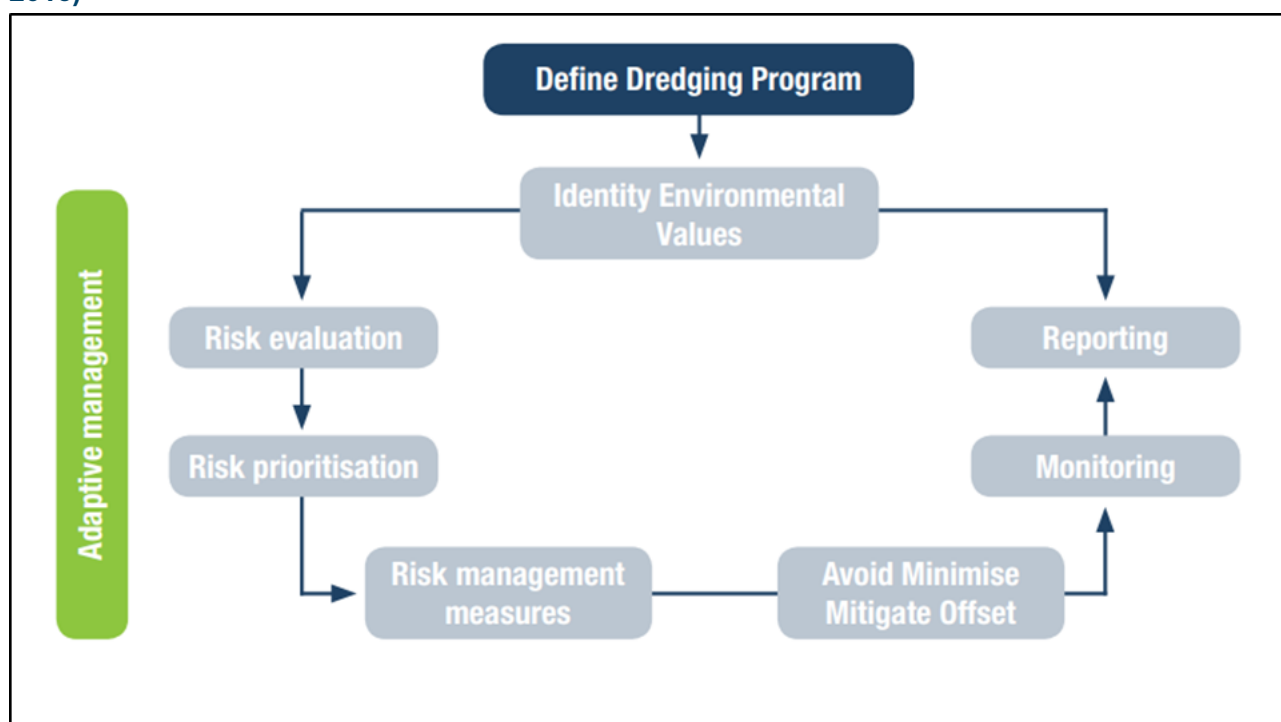 Define Dredging Program
Identity Environmental
Values
Adaptive management
Risk evaluation
Reporting
Risk prioritisation
Monitoring
Risk management
measures
Avoid Minimise
Mitigate Offset